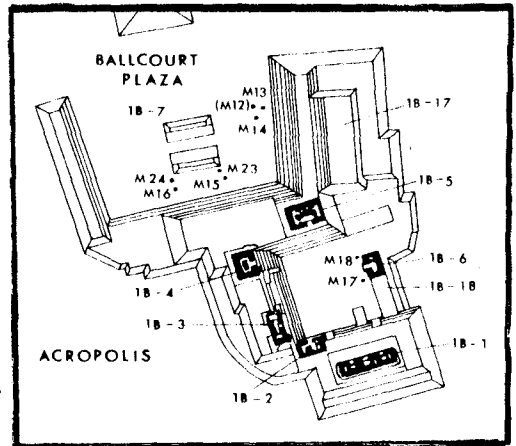 BALLCOURT
PLAZA
M13
(M12)
M14
1B-7
1B-17
M24
M23
M15
M16
1B-5
M18
M17
1B-6
1B-18
1B-4
1B-3
ACROPOLIS
1B-1
1B-2